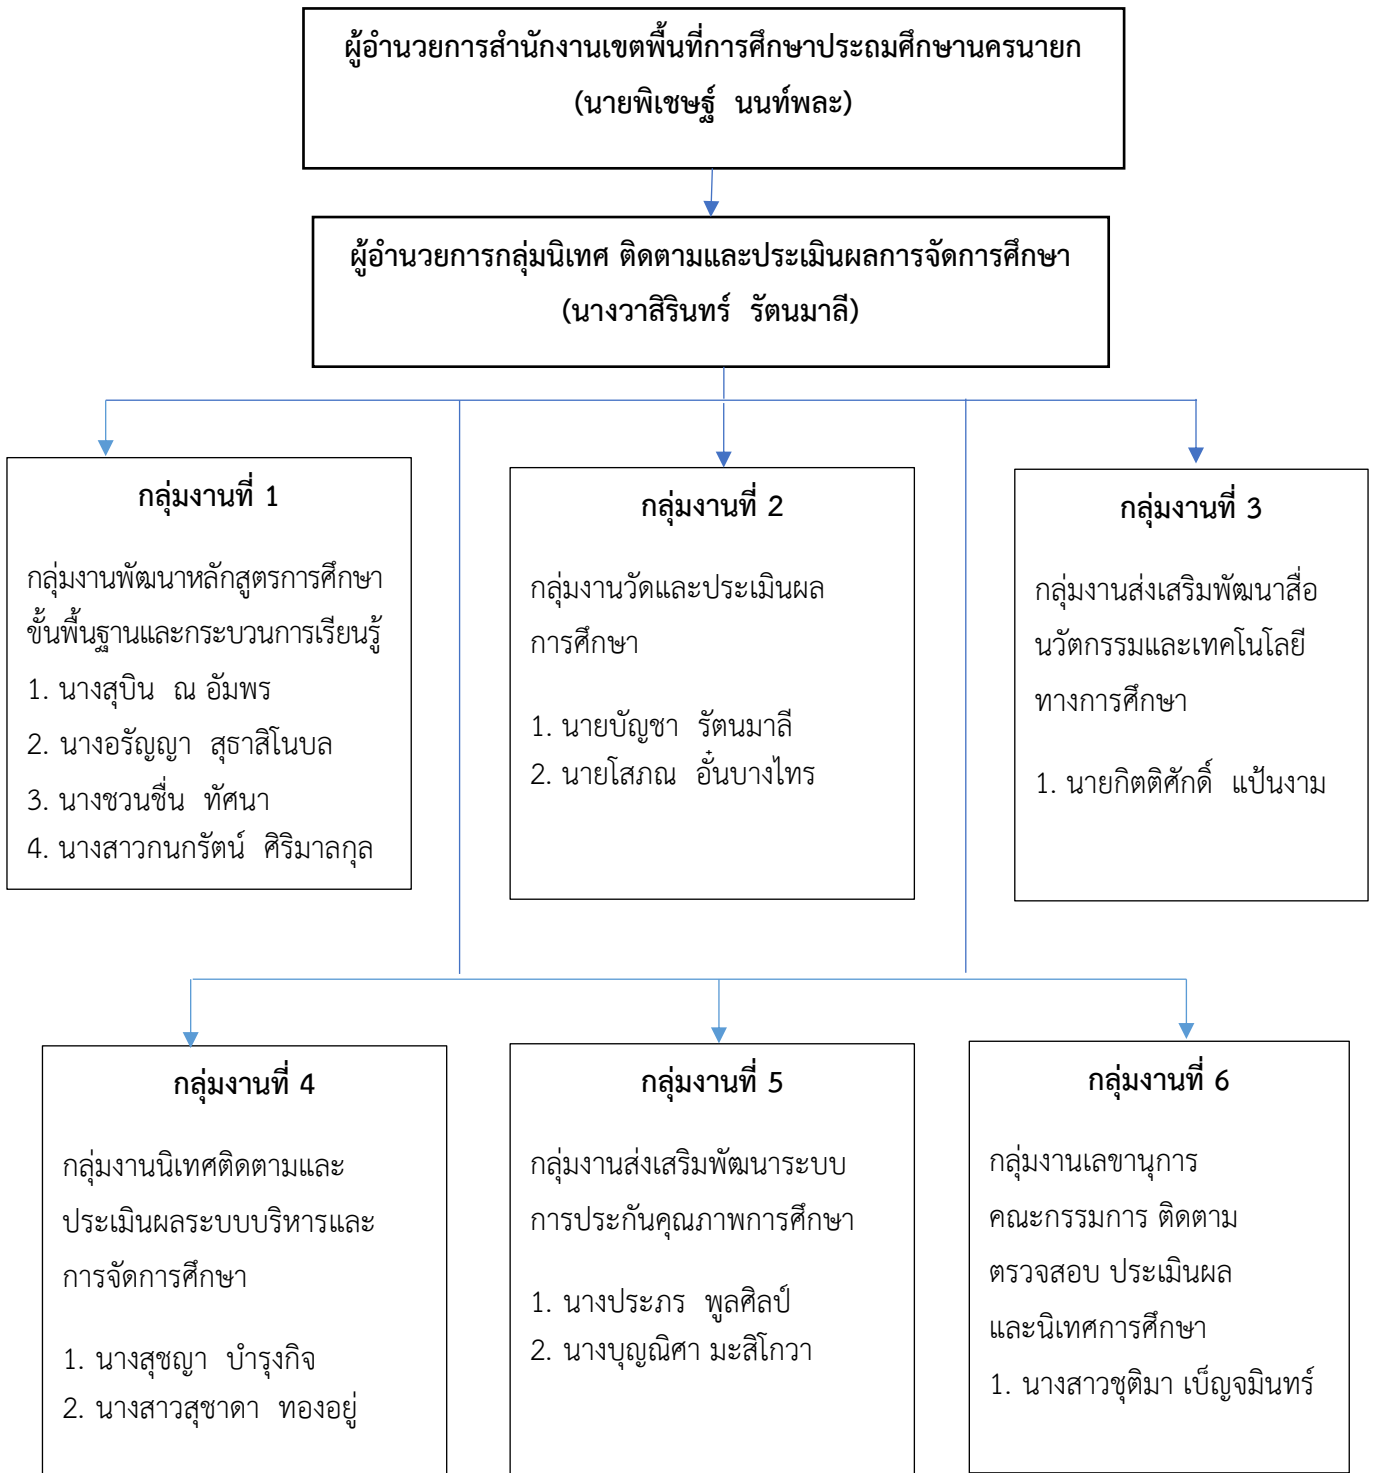 ผู้อำนวยการสำนักงานเขตพื้นที่การศึกษาประถมศึกษานครนายก
(นายพิเชษฐ์ นนท์พละ)
ผู้อำนวยการกลุ่มนิเทศ ติดตามและประเมินผลการจัดการศึกษา
(นางวาสิรินทร์ รัตนมาลี)
กลุ่มงานที่ 1
กลุ่มงานพัฒนาหลักสูตรการศึกษา
ขั้นพื้นฐานและกระบวนการเรียนรู้
1. นางสุบิน ณ อัมพร
2. นางอรัญญา สุธาสิโนบล
3. นางชวนชื่น ทัศนา
4. นางสาวกนกรัตน์ ศิริมาลกุล
กลุ่มงานที่ 2
กลุ่มงานวัดและประเมินผล
การศึกษา
1. นายบัญชา รัตนมาลี
2. นายโสภณ อั๋นบางไทร
กลุ่มงานที่ 3
กลุ่มงานส่งเสริมพัฒนาสื่อ
นวัตกรรมและเทคโนโลยี
ทางการศึกษา
1. นายกิตติศักดิ์ แป้นงาม
กลุ่มงานที่ 4
กลุ่มงานนิเทศติดตามและ
ประเมินผลระบบบริหารและ
การจัดการศึกษา
1. นางสุชญา บำรุงกิจ
2. นางสาวสุชาดา ทองอยู่
กลุ่มงานที่ 5
กลุ่มงานส่งเสริมพัฒนาระบบ
การประกันคุณภาพการศึกษา
1. นางประภร พูลศิลป์
2. นางบุญณิศา มะสิโกวา
กลุ่มงานที่ 6
กลุ่มงานเลขานุการ
คณะกรรมการ ติดตาม
ตรวจสอบ ประเมินผล
และนิเทศการศึกษา
1. นางสาวชุติมา เบ็ญจมินทร์